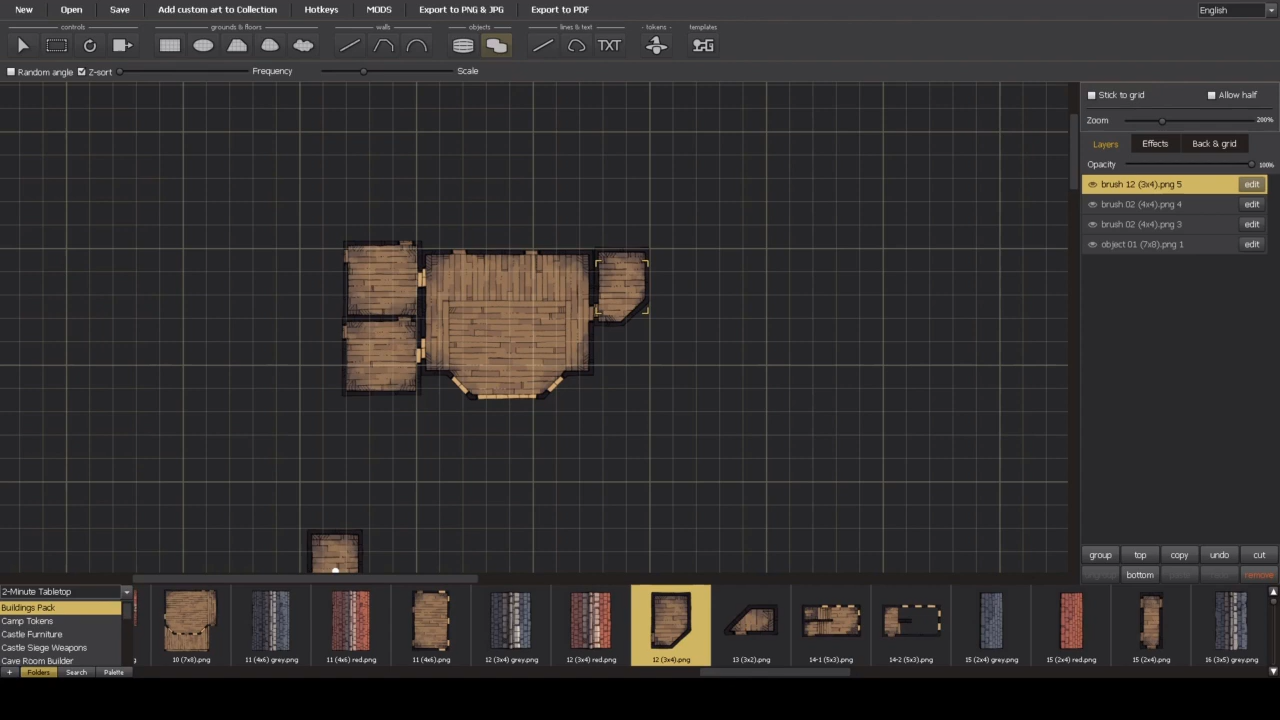 New Open Save Add custom art to Collection Hotkeys MODS Export to PNG & JPG Export to PDF English
controls grounds & floors walls objects lines & text - tokens - templates
TXT
Random angle Z-sort Frequency Scale
Stick to grid Allow half
Zoom 200%
Layers Effects Back & grid
Opacity 100%
brush 12 (3x4).png 5 edit
brush 02 (4x4).png 4 edit
brush 02 (4x4).png 3 edit
object 01 (7x8).png 1 edit
group top copy undo cut
bottom remove
2-Minute Tabletop
Buildings Pack
Camp Tokens
Castle Furniture
Castle Siege Weapons
Cave Room Builder
10 (7x8).png 11 (4x6) grey.png 11 (4x6) red.png 11 (4x6).png 12 (3x4) grey.png 12 (3x4) red.png 12 (3x4).png 13 (3x2).png 14-1 (5x3).png 14-2 (5x3).png 15 (2x4) grey.png 15 (2x4) red.png 15 (2x4).png 16 (3x5) grey.png
+ Folders Search Palette